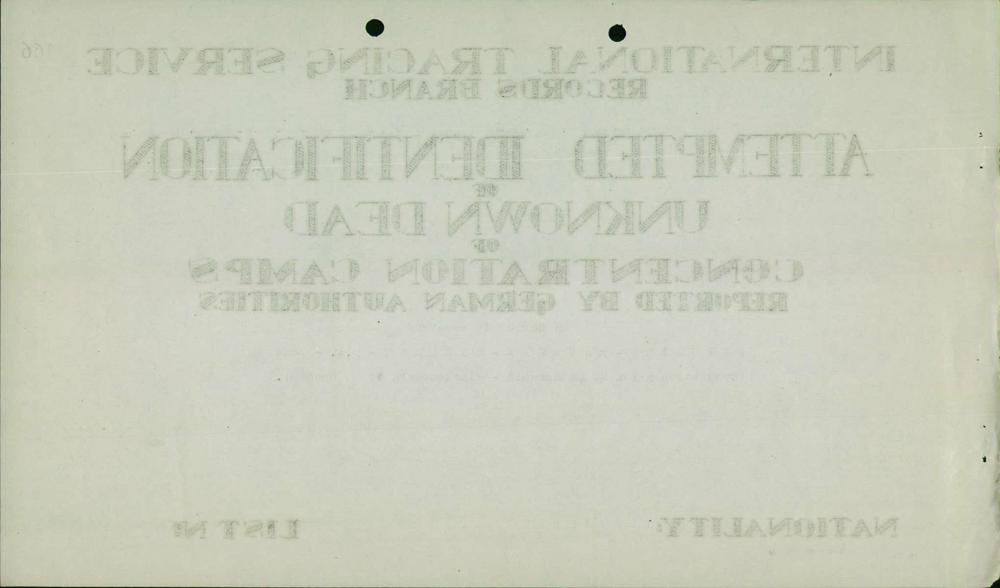 166
INTERNATIONAL TRACING SERVICE
RECORDS BRANCH
ATTEMPTED IDENTIFICATION
OF
UNKNOWN DEAD
OF
CONCENTRATION CAMPS
REPORTED BY GERMAN AUTHORITIES
NATIONALITY: LIST Nº